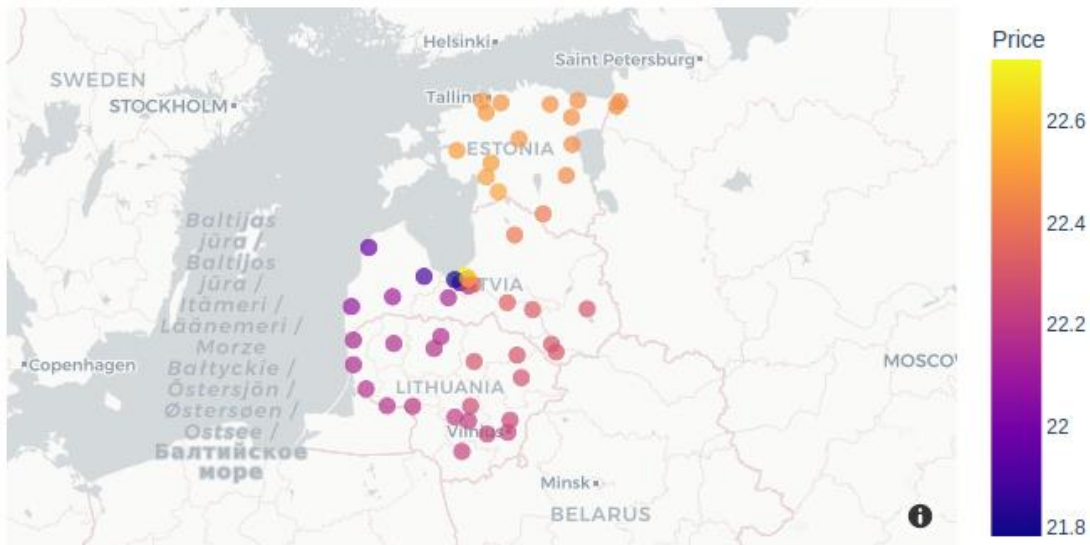 Price
Helsinki
Saint Petersburg
SWEDEN
STOCKHOLM
Tallinn
22.6
ESTONIA
Baltijas
jūra /
Baltijos
jūra /
Itämeri /
Läänemeri /
Morze
Bałtyckie /
Östersjön /
Østersøen /
Ostsee /
Балтийское
море
22.4
TVIA
22.2
Copenhagen
MOSCO
LITHUANIA
22
Vilnius
Minsk
BELARUS
21.8